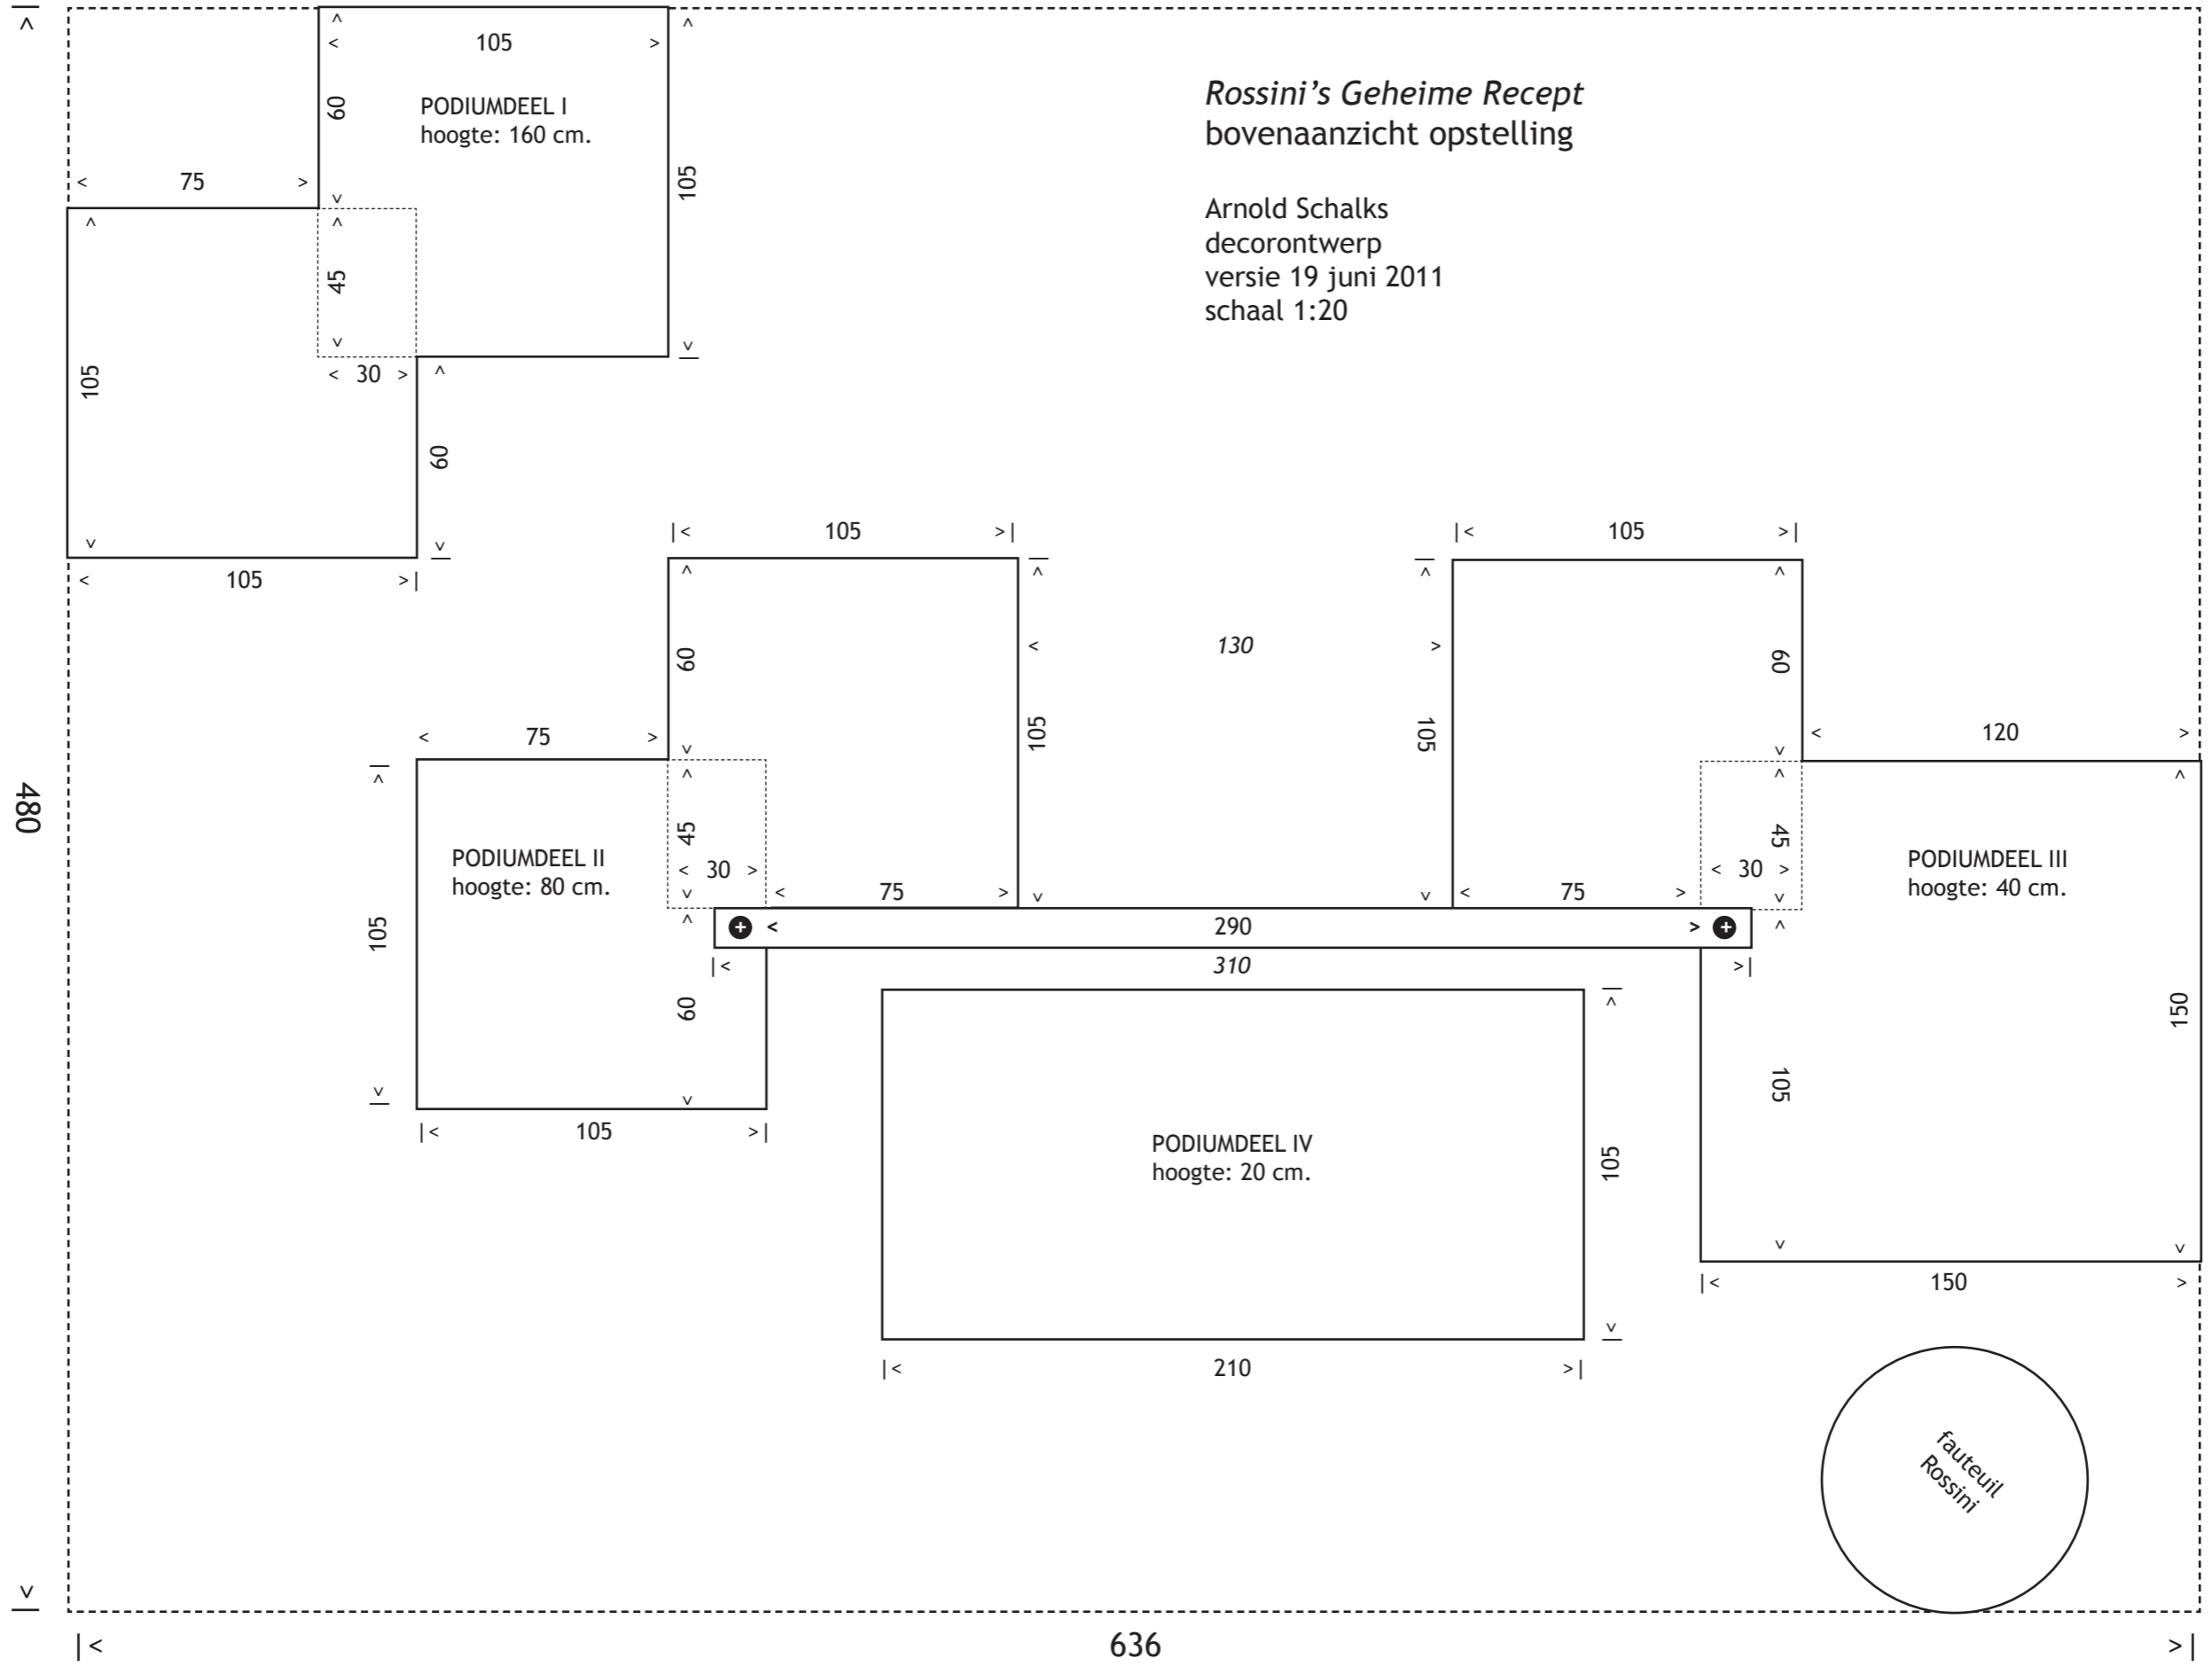 105
60
PODIUMDEEL I
hoogte: 160 cm.
105
75
45
30
105
60
105
Rossini’s Geheime Recept
bovenaanzicht opstelling
Arnold Schalks
decorontwerp
versie 19 juni 2011
schaal 1:20
480
105
60
105
75
45
30
75
PODIUMDEEL II
hoogte: 80 cm.
105
60
105
130
105
105
60
120
45
30
75
PODIUMDEEL III
hoogte: 40 cm.
150
105
150
290
310
PODIUMDEEL IV
hoogte: 20 cm.
105
210
fauteuil
Rossini
636